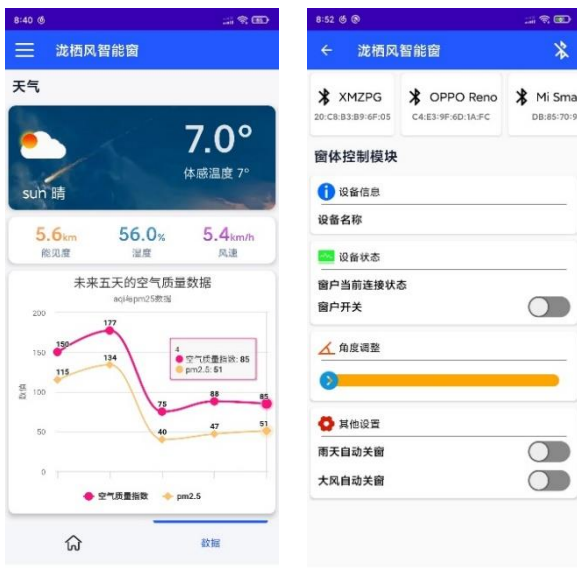 8:40
泷栖风智能窗
天气
7.0°
体感温度 7°
sun 晴
5.6km 56.0% 5.4km/h
能见度 湿度 风速
未来五天的空气质量数据
aqi&pm25数据
200
150
100
50
0
数值
150
177
75
88
85
115
134
40
47
51
4
空气质量指数: 85
pm2.5: 51
空气质量指数 pm2.5
数据
8:52
泷栖风智能窗
XMZPG OPPO Reno Mi Sma
20:C8:B3:B9:6F:05 C4:E3:9F:6D:1A:FC DB:85:70:9
窗体控制模块
设备信息
设备名称
设备状态
窗户当前连接状态
窗户开关
角度调整
其他设置
雨天自动关窗
大风自动关窗